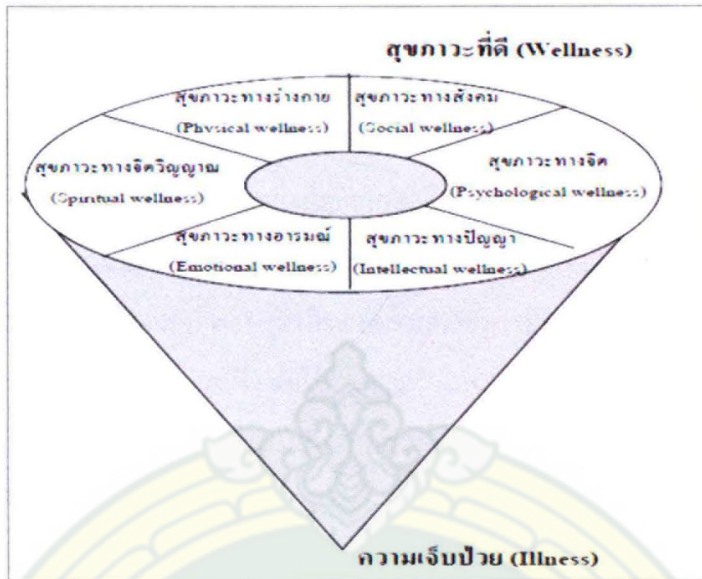 สุขภาวะที่ดี (Wellness)
สุขภาวะทางร่างกาย
(Physical wellness)
สุขภาวะทางสังคม
(Social wellness)
สุขภาวะทางจิตวิญญาณ
(Spiritual wellness)
สุขภาวะทางจิต
(Psychological wellness)
สุขภาวะทางอารมณ์
(Emotional wellness)
สุขภาวะทางปัญญา
(Intellectual wellness)
ความเจ็บป่วย (Illness)